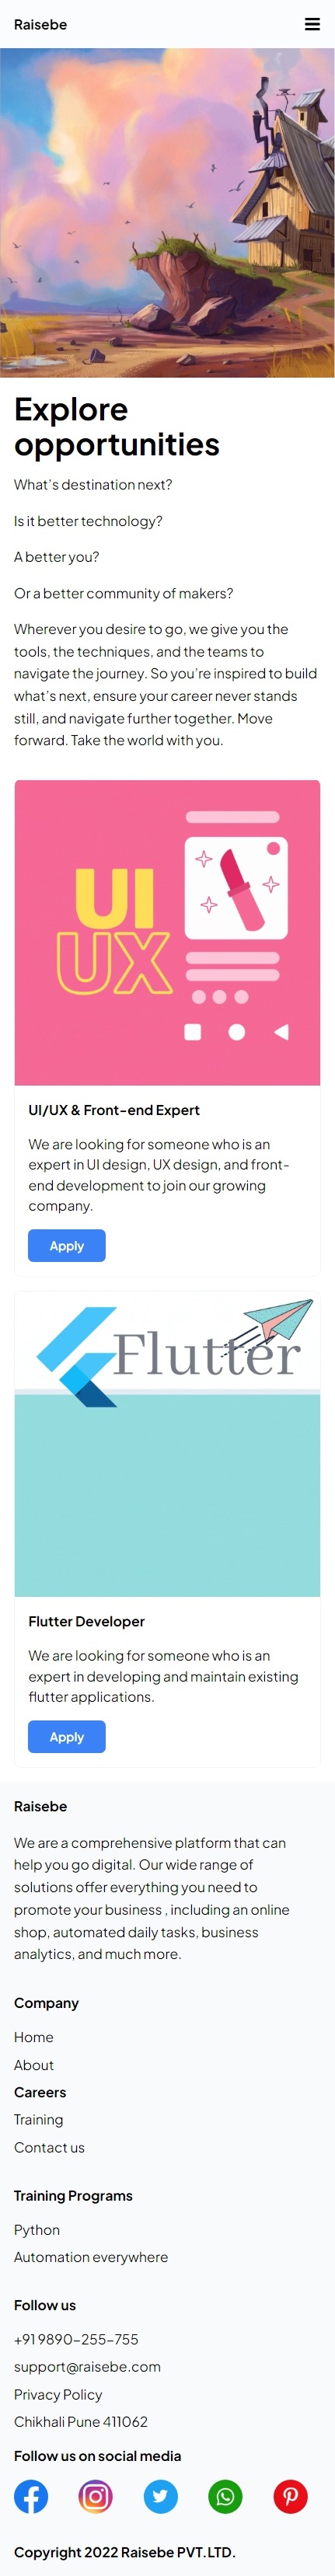 Raisebe
Explore
opportunities
What's destination next?
Is it better technology?
A better you?
Or a better community of makers?
Wherever you desire to go, we give you the
tools, the techniques, and the teams to
navigate the journey. So you're inspired to build
what's next, ensure your career never stands
still, and navigate further together. Move
forward. Take the world with you.
UI
UX
UI/UX & Front-end Expert
We are looking for someone who is an
expert in UI design, UX design, and front-
end development to join our growing
company.
Apply
Flutter
Flutter Developer
We are looking for someone who is an
expert in developing and maintain existing
flutter applications.
Apply
Raisebe
We are a comprehensive platform that can
help you go digital. Our wide range of
solutions offer everything you need to
promote your business , including an online
shop, automated daily tasks, business
analytics, and much more.
Company
Home
About
Careers
Training
Contact us
Training Programs
Python
Automation everywhere
Follow us
+91 9890-255-755
support@raisebe.com
Privacy Policy
Chikhali Pune 411062
Follow us on social media
Copyright 2022 Raisebe PVT.LTD.